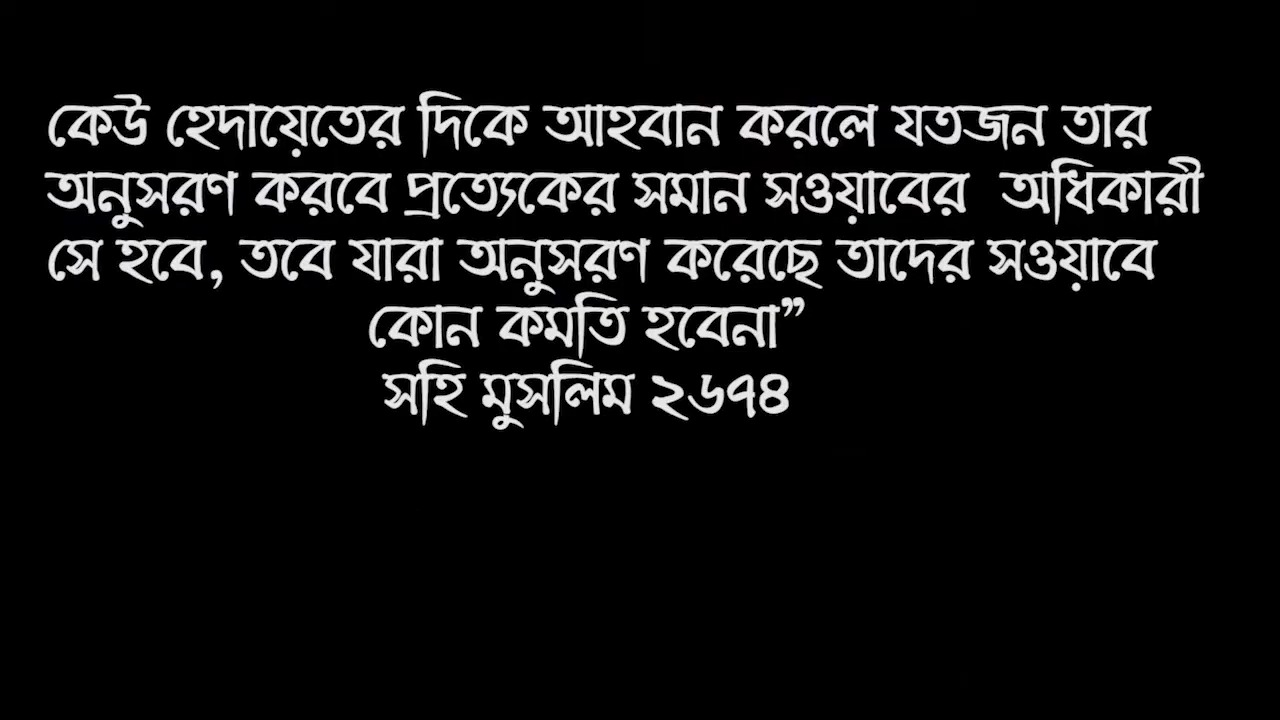 কেউ হেদায়েতের দিকে আহবান করলে যতজন তার
অনুসরণ করবে প্রত্যেকের সমান সওয়াবের  অধিকারী
সে হবে, তবে যারা অনুসরণ করেছে তাদের সওয়াবে
কোন কমতি হবেনা”
সহি মুসলিম ২৬৭৪